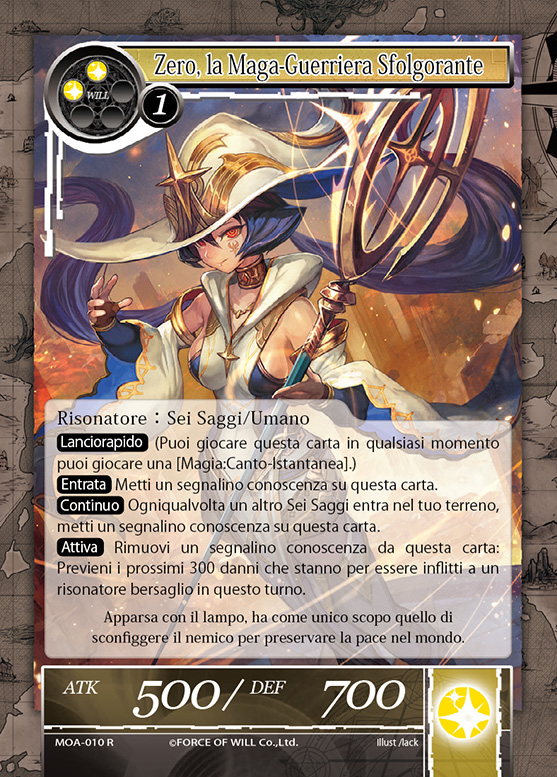 Zero, la Maga-Guerriera Sfolgorante
WILL
1
Risonatore : Sei Saggi/Umano
Lanciorapido (Puoi giocare questa carta in qualsiasi momento
puoi giocare una [Magia:Canto-Istantanea].)
Entrata Metti un segnalino conoscenza su questa carta.
Continuo Ogniqualvolta un altro Sei Saggi entra nel tuo terreno,
metti un segnalino conoscenza su questa carta.
Attiva Rimuovi un segnalino conoscenza da questa carta:
Previeni i prossimi 300 danni che stanno per essere inflitti a un
risonatore bersaglio in questo turno.
Apparsa con il lampo, ha come unico scopo quello di
sconfiggere il nemico per preservare la pace nel mondo.
ATK 500 / DEF 700
MOA-010 R ©FORCE OF WILL Co.,Ltd. Illust /lack